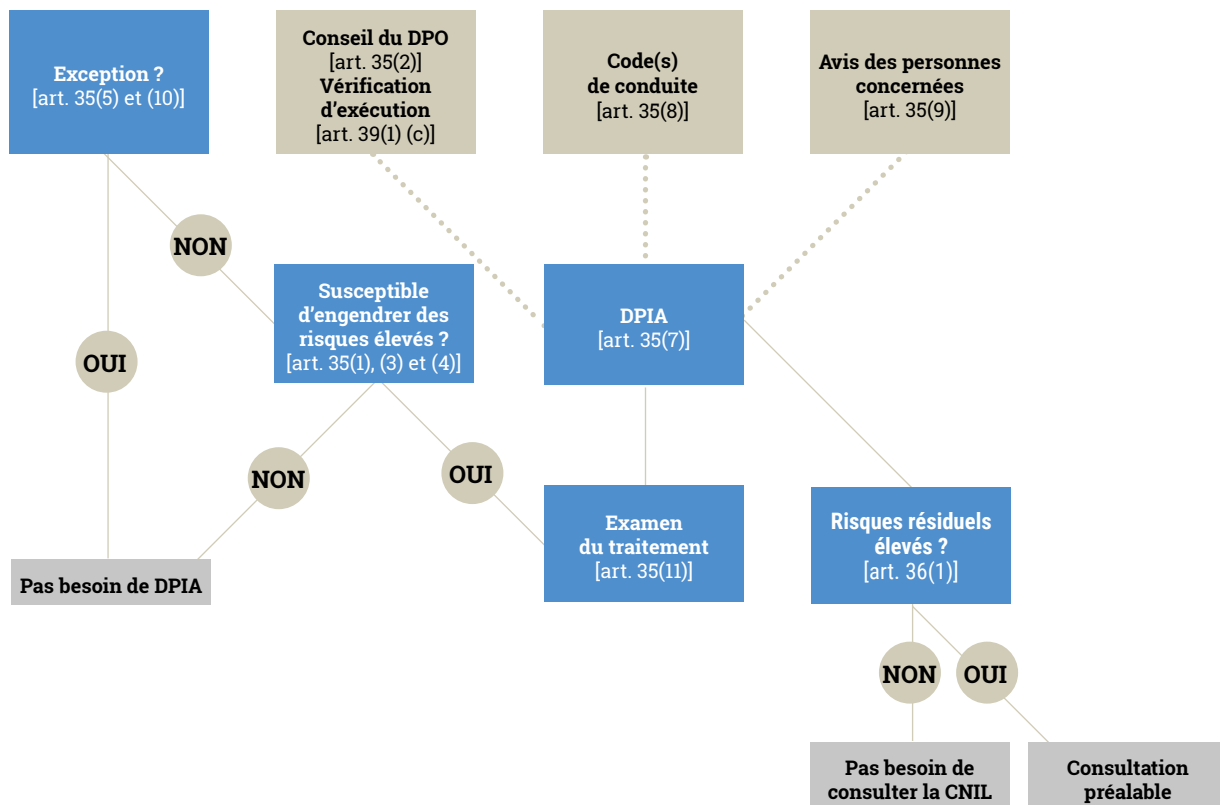 Exception ?
[art. 35(5) et (10)]
Conseil du DPO
[art. 35(2)]
Vérification
d'exécution
[art. 39(1) (c)]
Code(s)
de conduite
[art. 35(8)]
Avis des personnes
concernées
[art. 35(9)]
NON
OUI
Susceptible
d'engendrer des
risques élevés ?
[art. 35(1), (3) et (4)]
DPIA
[art. 35(7)]
NON
OUI
Pas besoin de DPIA
Examen
du traitement
[art. 35(11)]
Risques résiduels
élevés ?
[art. 36(1)]
NON
OUI
Pas besoin de
consulter la CNIL
Consultation
préalable